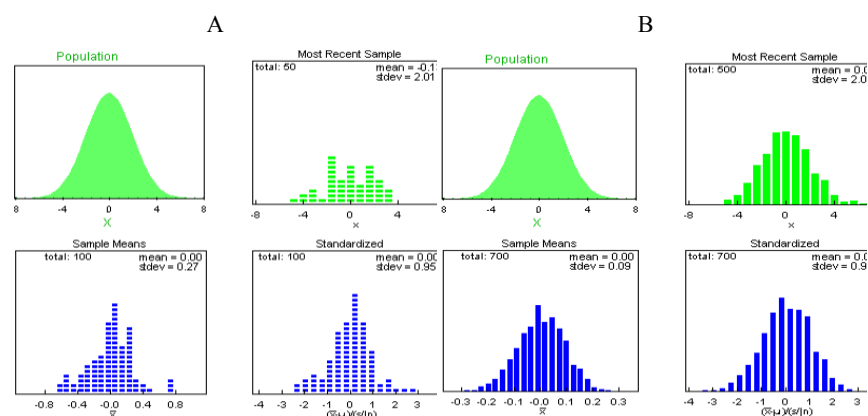 A
B
Population
8 -4 0 4 8
X
Most Recent Sample
total: 50 mean = -0.1
stdev = 2.01
-8 -4 0 4
x
Population
8 -4 0 4 8
X
Most Recent Sample
total: 500 mean = 0.0
stdev = 2.0
-8 -4 0 4
x
Sample Means
total: 100 mean = 0.00
stdev = 0.27
-0.8 -0.4 -0.0 0.4 0.8
x̅
Standardized
total: 100 mean = 0.00
stdev = 0.95
-4 -3 -2 -1 0 1 2 3
(x̅-μ)/(s/√n)
Sample Means
total: 700 mean = 0.00
stdev = 0.09
-0.3 -0.2 -0.1 -0.0 0.1 0.2 0.3
x̅
Standardized
total: 700 mean = 0.0
stdev = 0.9
-4 -3 -2 -1 0 1 2 3 4
(x̅-μ)/(s/√n)